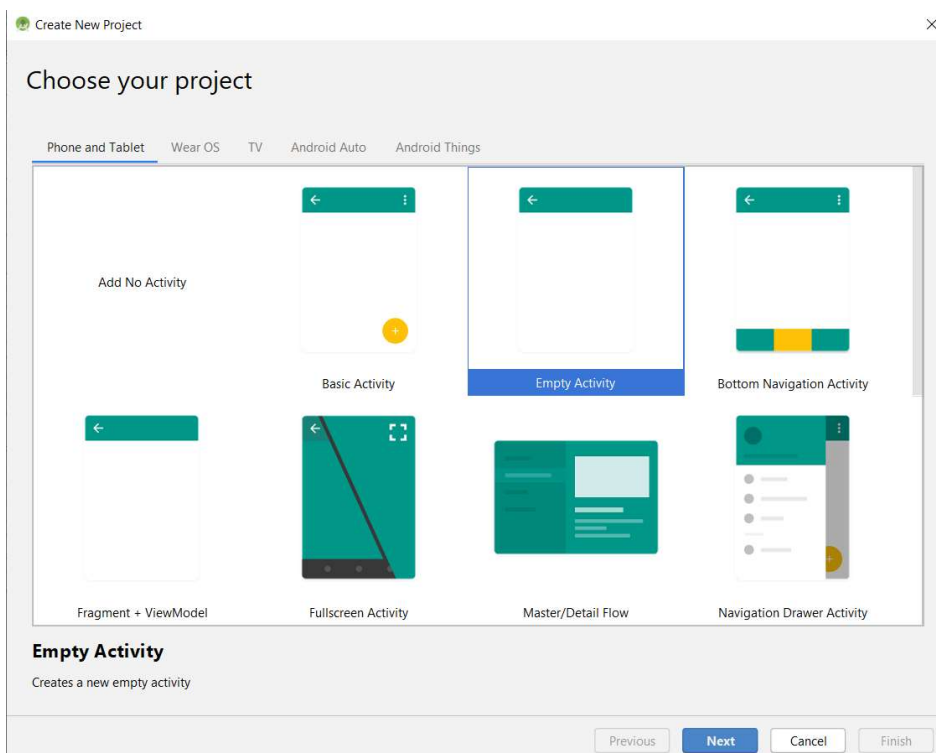 Create New Project
Choose your project
Phone and Tablet Wear OS TV Android Auto Android Things
Add No Activity
Basic Activity
Empty Activity
Bottom Navigation Activity
Fragment + ViewModel
Fullscreen Activity
Master/Detail Flow
Navigation Drawer Activity
Empty Activity
Creates a new empty activity
Previous Next Cancel Finish